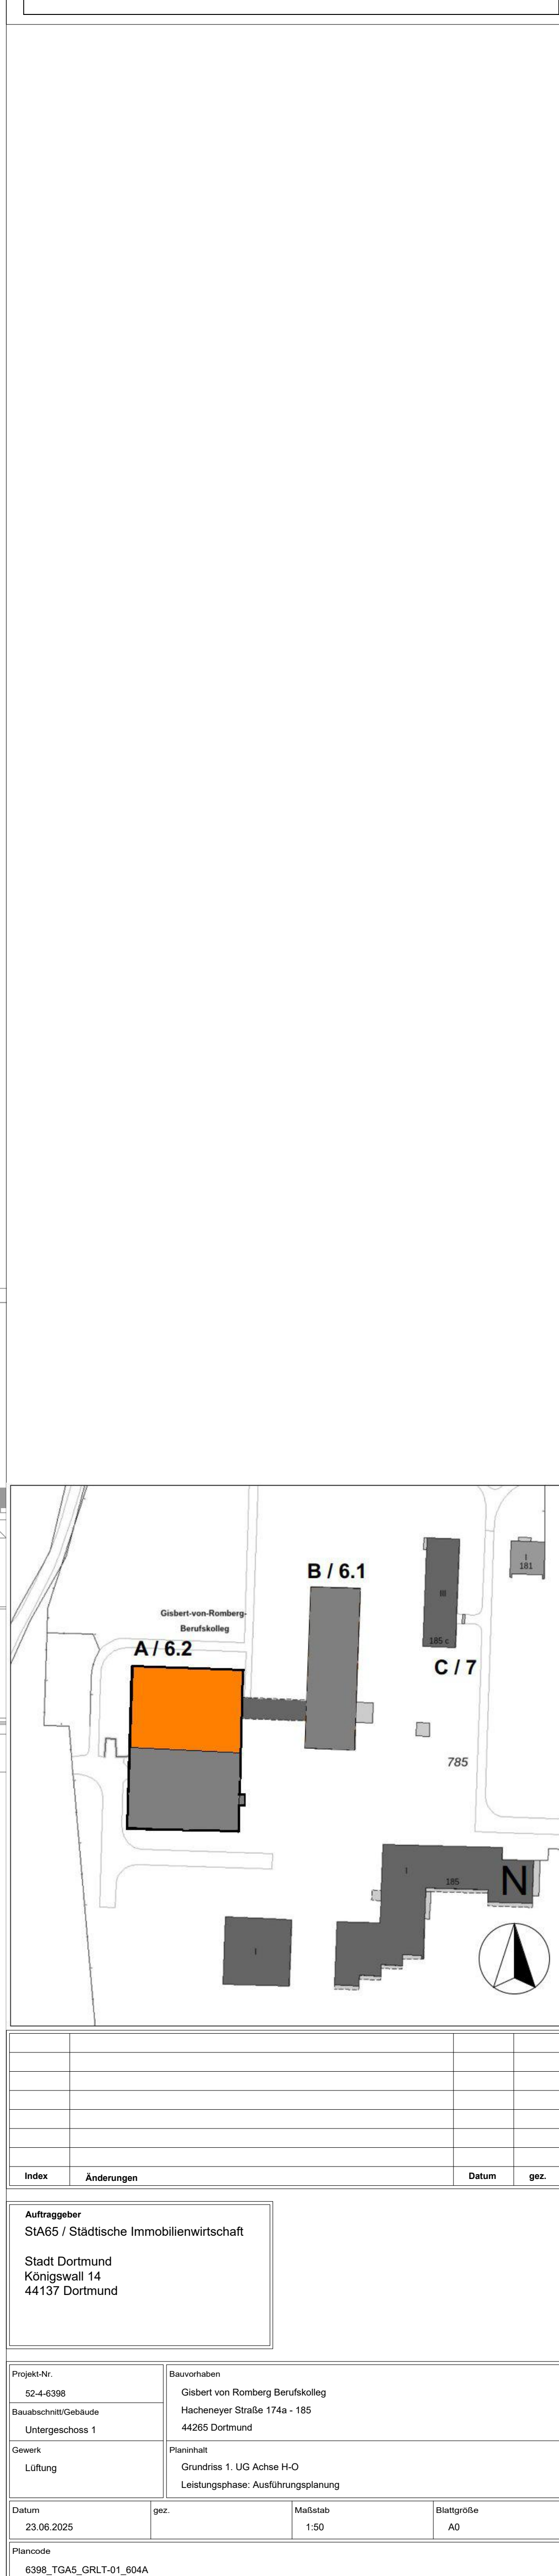 B / 6.1
I
181
Gisbert-von-Romberg-
Berufskolleg
III
A / 6.2
185 c
C / 7
785
I
185
N
I
Index Änderungen Datum gez.
Auftraggeber
StA65 / Städtische Immobilienwirtschaft
Stadt Dortmund
Königswall 14
44137 Dortmund
Projekt-Nr.
52-4-6398
Bauvorhaben
Gisbert von Romberg Berufskolleg
Hacheneyer Straße 174a - 185
44265 Dortmund
Bauabschnitt/Gebäude
Untergeschoss 1
Gewerk
Lüftung
Planinhalt
Grundriss 1. UG Achse H-O
Leistungsphase: Ausführungsplanung
Datum
23.06.2025
gez.
Maßstab
1:50
Blattgröße
A0
Plancode
6398_TGA5_GRLT-01_604A